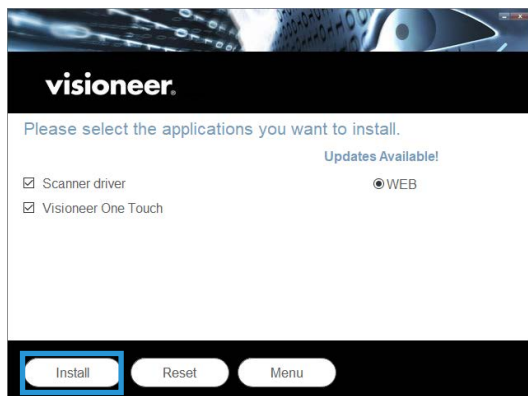 visioneer.
Please select the applications you want to install.
Updates Available!
Scanner driver
WEB
Visioneer One Touch
Install
Reset
Menu